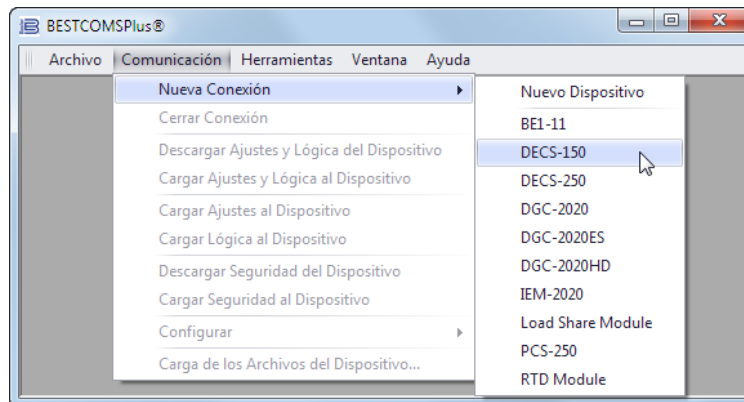 BESTCOMSPlus®
Archivo Comunicación Herramientas Ventana Ayuda
Nueva Conexión
Cerrar Conexión
Descargar Ajustes y Lógica del Dispositivo
Cargar Ajustes y Lógica al Dispositivo
Cargar Ajustes al Dispositivo
Cargar Lógica al Dispositivo
Descargar Seguridad del Dispositivo
Cargar Seguridad al Dispositivo
Configurar
Carga de los Archivos del Dispositivo...
Nuevo Dispositivo
BE1-11
DECS-150
DECS-250
DGC-2020
DGC-2020ES
DGC-2020HD
IEM-2020
Load Share Module
PCS-250
RTD Module